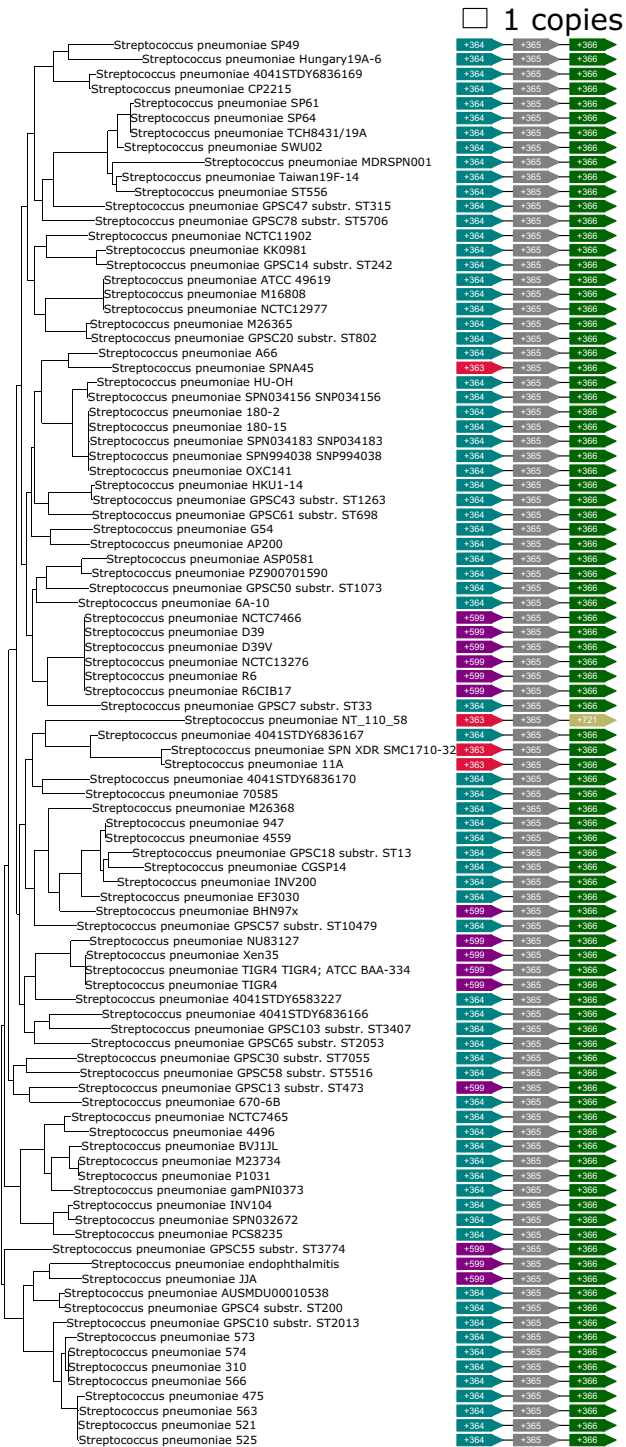 1 copies
Streptococcus pneumoniae SP49 +364 +365 +366
Streptococcus pneumoniae Hungary19A-6 +364 +365 +366
Streptococcus pneumoniae 4041STDY6836169 +364 +365 +366
Streptococcus pneumoniae CP2215 +364 +365 +366
Streptococcus pneumoniae SP61 +364 +365 +366
Streptococcus pneumoniae SP64 +364 +365 +366
Streptococcus pneumoniae TCH8431/19A +364 +365 +366
Streptococcus pneumoniae SWU02 +364 +365 +366
Streptococcus pneumoniae MDRSPN001 +364 +365 +366
Streptococcus pneumoniae Taiwan19F-14 +364 +365 +366
Streptococcus pneumoniae ST556 +364 +365 +366
Streptococcus pneumoniae GPSC47 substr. ST315 +364 +365 +366
Streptococcus pneumoniae GPSC78 substr. ST5706 +364 +365 +366
Streptococcus pneumoniae NCTC11902 +364 +365 +366
Streptococcus pneumoniae KK0981 +364 +365 +366
Streptococcus pneumoniae GPSC14 substr. ST242 +364 +365 +366
Streptococcus pneumoniae ATCC 49619 +364 +365 +366
Streptococcus pneumoniae M16808 +364 +365 +366
Streptococcus pneumoniae NCTC12977 +364 +365 +366
Streptococcus pneumoniae M26365 +364 +365 +366
Streptococcus pneumoniae GPSC20 substr. ST802 +364 +365 +366
Streptococcus pneumoniae A66 +364 +365 +366
Streptococcus pneumoniae SPNA45 +363 +365 +366
Streptococcus pneumoniae HU-OH +364 +365 +366
Streptococcus pneumoniae SPN034156 SNP034156 +364 +365 +366
Streptococcus pneumoniae 180-2 +364 +365 +366
Streptococcus pneumoniae 180-15 +364 +365 +366
Streptococcus pneumoniae SPN034183 SNP034183 +364 +365 +366
Streptococcus pneumoniae SPN994038 SNP994038 +364 +365 +366
Streptococcus pneumoniae OXC141 +364 +365 +366
Streptococcus pneumoniae HKU1-14 +364 +365 +366
Streptococcus pneumoniae GPSC43 substr. ST1263 +364 +365 +366
Streptococcus pneumoniae GPSC61 substr. ST698 +364 +365 +366
Streptococcus pneumoniae G54 +364 +365 +366
Streptococcus pneumoniae AP200 +364 +365 +366
Streptococcus pneumoniae ASP0581 +364 +365 +366
Streptococcus pneumoniae PZ900701590 +364 +365 +366
Streptococcus pneumoniae GPSC50 substr. ST1073 +364 +365 +366
Streptococcus pneumoniae 6A-10 +364 +365 +366
Streptococcus pneumoniae NCTC7466 +599 +365 +366
Streptococcus pneumoniae D39 +599 +365 +366
Streptococcus pneumoniae D39V +599 +365 +366
Streptococcus pneumoniae NCTC13276 +599 +365 +366
Streptococcus pneumoniae R6 +599 +365 +366
Streptococcus pneumoniae R6CIB17 +599 +365 +366
Streptococcus pneumoniae GPSC7 substr. ST33 +364 +365 +366
Streptococcus pneumoniae NT_110_58 +363 +365 +721
Streptococcus pneumoniae 4041STDY6836167 +364 +365 +366
Streptococcus pneumoniae SPN XDR SMC1710-32 +363 +365 +366
Streptococcus pneumoniae 11A +363 +365 +366
Streptococcus pneumoniae 4041STDY6836170 +364 +365 +366
Streptococcus pneumoniae 70585 +364 +365 +366
Streptococcus pneumoniae M26368 +364 +365 +366
Streptococcus pneumoniae 947 +364 +365 +366
Streptococcus pneumoniae 4559 +364 +365 +366
Streptococcus pneumoniae GPSC18 substr. ST13 +364 +365 +366
Streptococcus pneumoniae CGSP14 +364 +365 +366
Streptococcus pneumoniae INV200 +364 +365 +366
Streptococcus pneumoniae EF3030 +364 +365 +366
Streptococcus pneumoniae BHN97x +599 +365 +366
Streptococcus pneumoniae GPSC57 substr. ST10479 +364 +365 +366
Streptococcus pneumoniae NU83127 +599 +365 +366
Streptococcus pneumoniae Xen35 +599 +365 +366
Streptococcus pneumoniae TIGR4 TIGR4; ATCC BAA-334 +599 +365 +366
Streptococcus pneumoniae TIGR4 +599 +365 +366
Streptococcus pneumoniae 4041STDY6583227 +364 +365 +366
Streptococcus pneumoniae 4041STDY6836166 +364 +365 +366
Streptococcus pneumoniae GPSC103 substr. ST3407 +364 +365 +366
Streptococcus pneumoniae GPSC65 substr. ST2053 +364 +365 +366
Streptococcus pneumoniae GPSC30 substr. ST7055 +364 +365 +366
Streptococcus pneumoniae GPSC58 substr. ST5516 +364 +365 +366
Streptococcus pneumoniae GPSC13 substr. ST473 +599 +365 +366
Streptococcus pneumoniae 670-6B +364 +365 +366
Streptococcus pneumoniae NCTC7465 +364 +365 +366
Streptococcus pneumoniae 4496 +364 +365 +366
Streptococcus pneumoniae BVJ1JL +364 +365 +366
Streptococcus pneumoniae M23734 +364 +365 +366
Streptococcus pneumoniae P1031 +364 +365 +366
Streptococcus pneumoniae gamPNI0373 +364 +365 +366
Streptococcus pneumoniae INV104 +364 +365 +366
Streptococcus pneumoniae SPN032672 +364 +365 +366
Streptococcus pneumoniae PCS8235 +364 +365 +366
Streptococcus pneumoniae GPSC55 substr. ST3774 +599 +365 +366
Streptococcus pneumoniae endophthalmitis +599 +365 +366
Streptococcus pneumoniae JJA +599 +365 +366
Streptococcus pneumoniae AUSMDU00010538 +364 +365 +366
Streptococcus pneumoniae GPSC4 substr. ST200 +364 +365 +366
Streptococcus pneumoniae GPSC10 substr. ST2013 +364 +365 +366
Streptococcus pneumoniae 573 +364 +365 +366
Streptococcus pneumoniae 574 +364 +365 +366
Streptococcus pneumoniae 310 +364 +365 +366
Streptococcus pneumoniae 566 +364 +365 +366
Streptococcus pneumoniae 475 +364 +365 +366
Streptococcus pneumoniae 563 +364 +365 +366
Streptococcus pneumoniae 521 +364 +365 +366
Streptococcus pneumoniae 525 +364 +365 +366